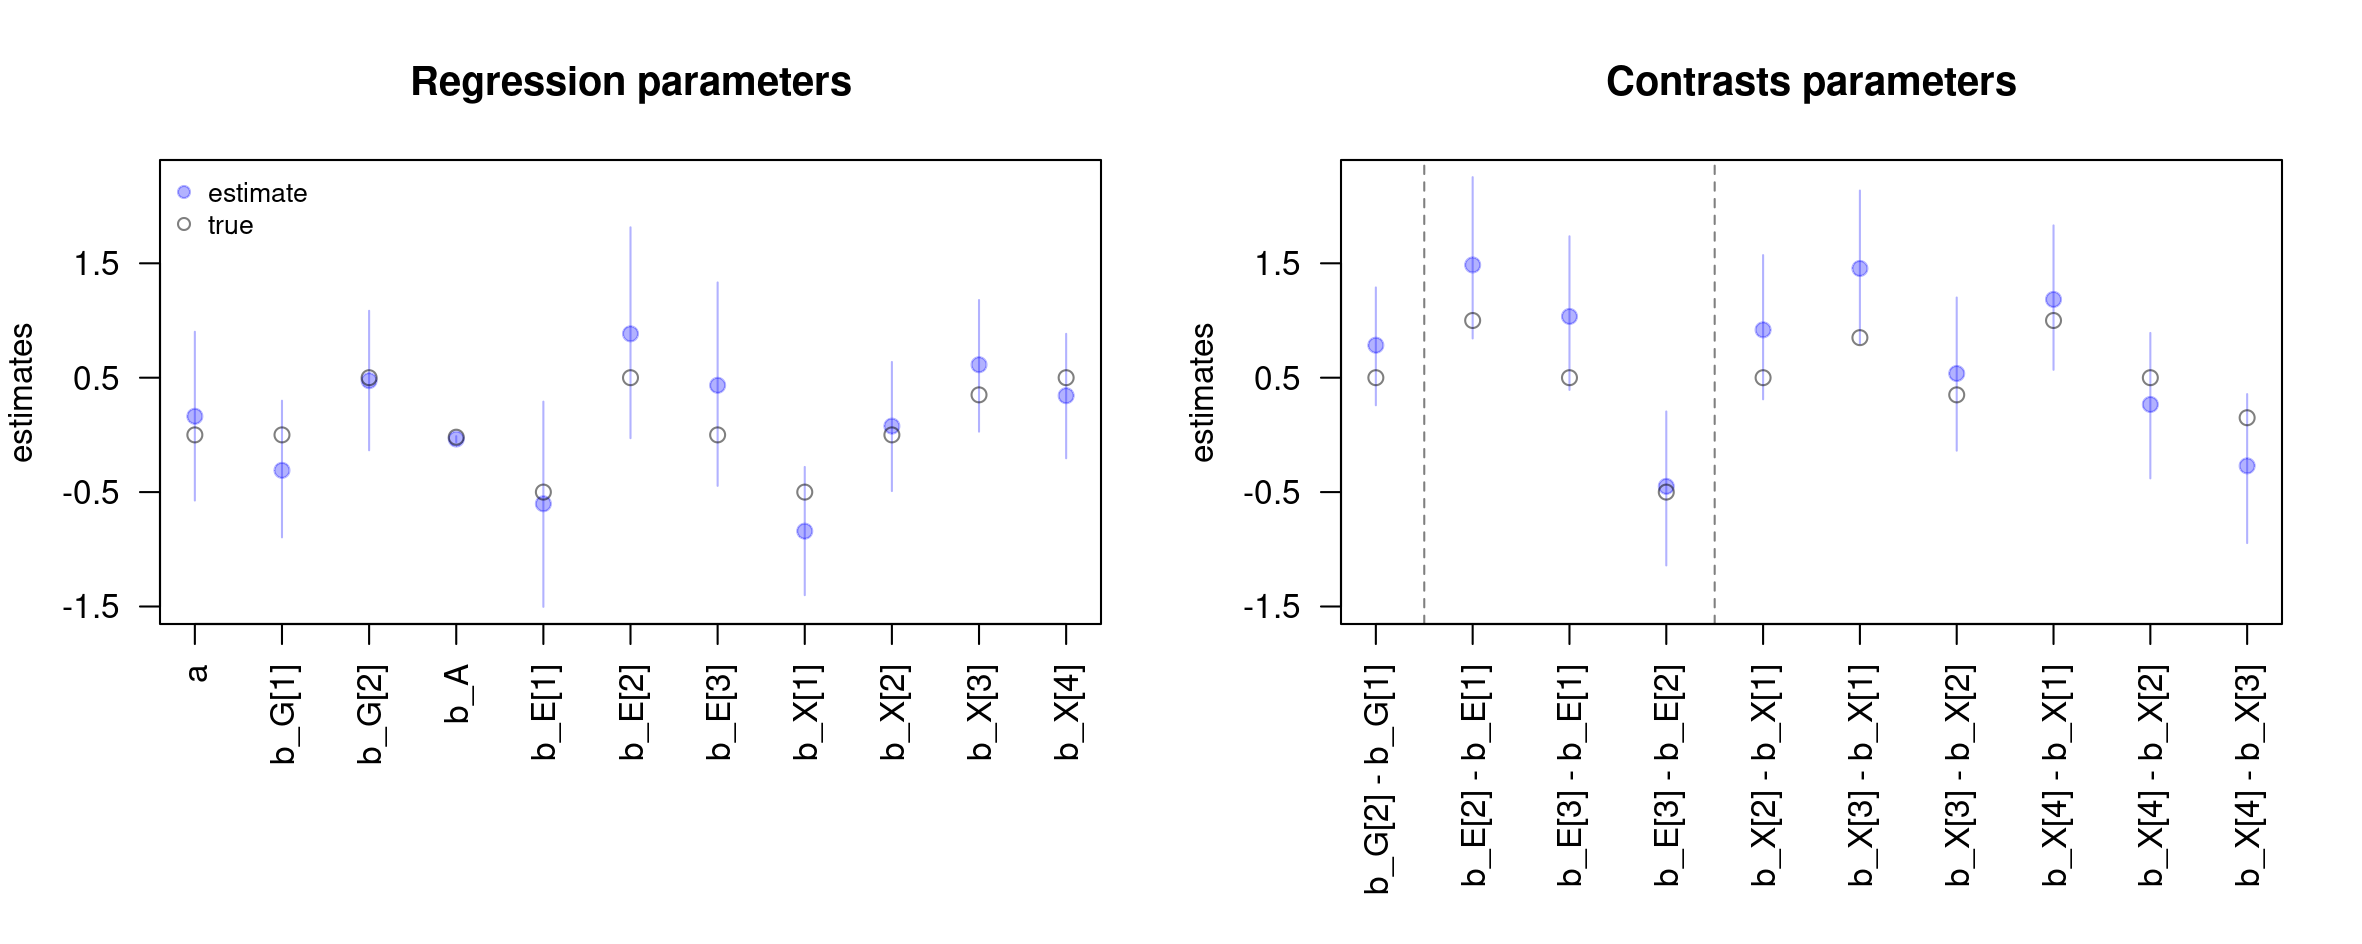 Regression parameters
estimate
true
estimates
1.5
0.5
-0.5
-1.5
a
b_G[1]
b_G[2]
b_A
b_E[1]
b_E[2]
b_E[3]
b_X[1]
b_X[2]
b_X[3]
b_X[4]
Contrasts parameters
estimates
1.5
0.5
-0.5
-1.5
b_G[2] - b_G[1]
b_E[2] - b_E[1]
b_E[3] - b_E[1]
b_E[3] - b_E[2]
b_X[2] - b_X[1]
b_X[3] - b_X[1]
b_X[3] - b_X[2]
b_X[4] - b_X[1]
b_X[4] - b_X[2]
b_X[4] - b_X[3]